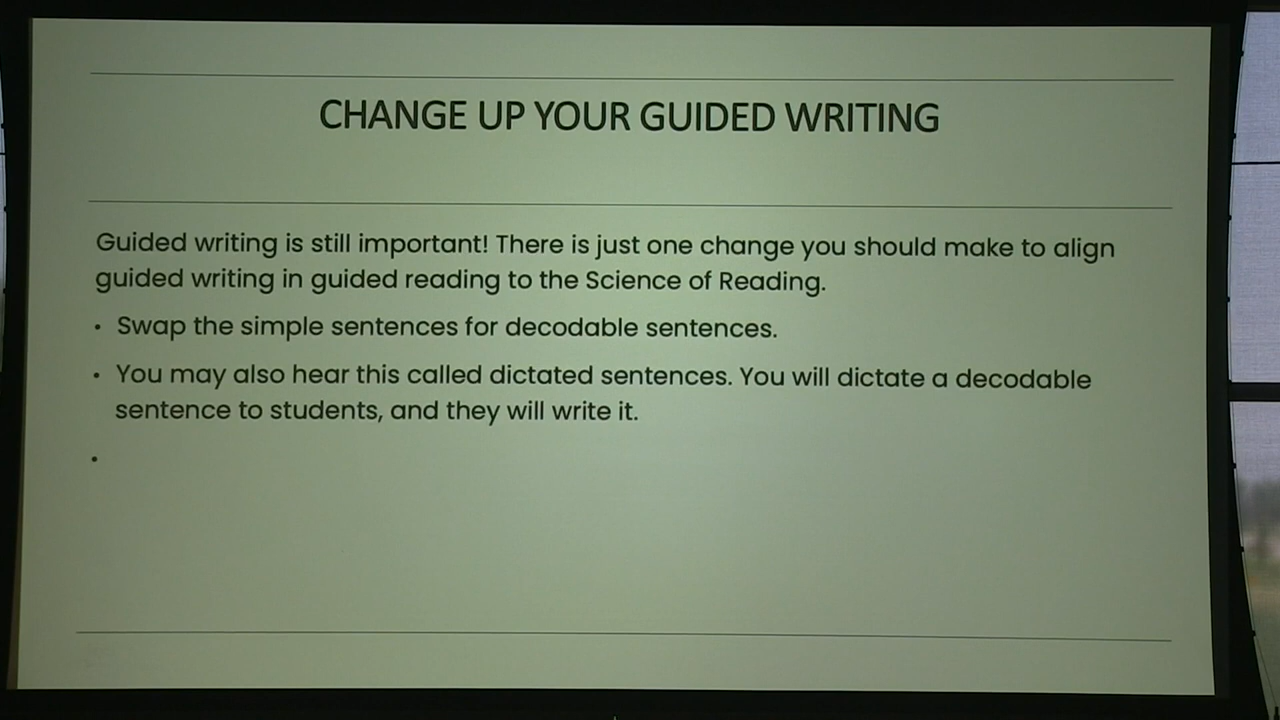 CHANGE UP YOUR GUIDED WRITING
Guided writing is still important! There is just one change you should make to align
guided writing in guided reading to the Science of Reading.
• Swap the simple sentences for decodable sentences.
• You may also hear this called dictated sentences. You will dictate a decodable
sentence to students, and they will write it.
•